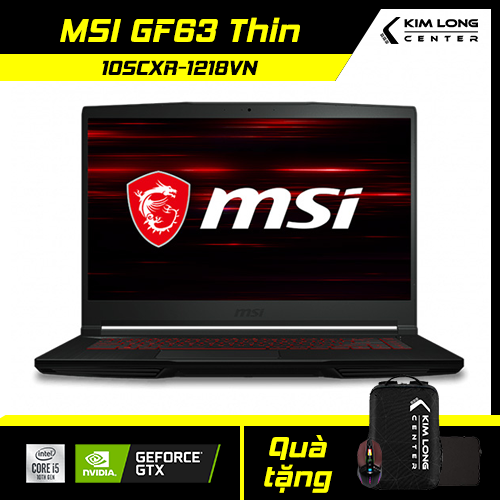 MSI GF63 Thin
10SCXR-1218VN
KIM LONG
CENTER
msi
msi
intel
CORE i5
10TH GEN
NVIDIA
GEFORCE
GTX
Quà
tặng
KIM LONG
CENTER